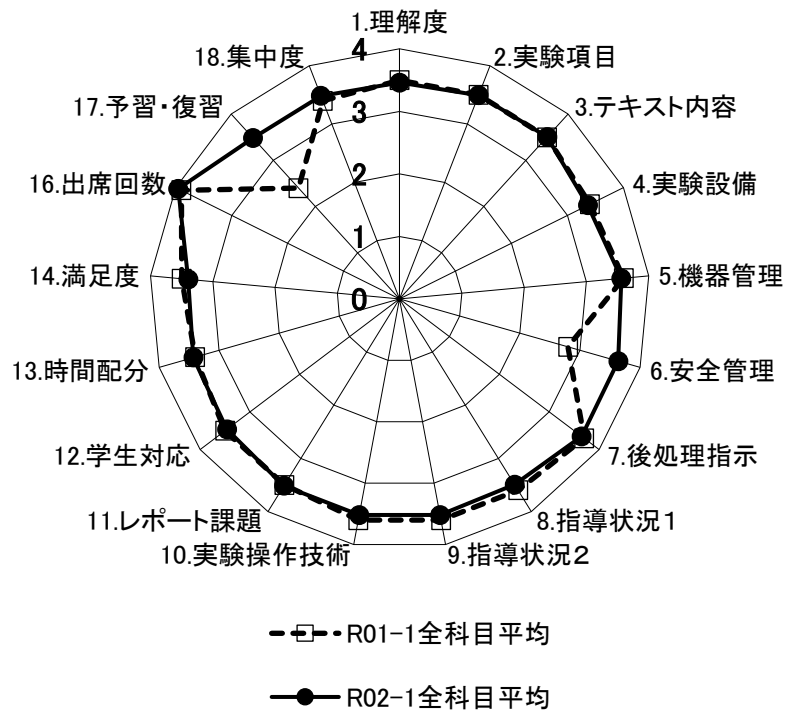 1.理解度
2.実験項目
3.テキスト内容
4.実験設備
5.機器管理
6.安全管理
7.後処理指示
8.指導状況1
9.指導状況2
10.実験操作技術
11.レポート課題
12.学生対応
13.時間配分
14.満足度
16.出席回数
17.予習・復習
18.集中度
4
3
2
1
0
R01-1全科目平均
R02-1全科目平均